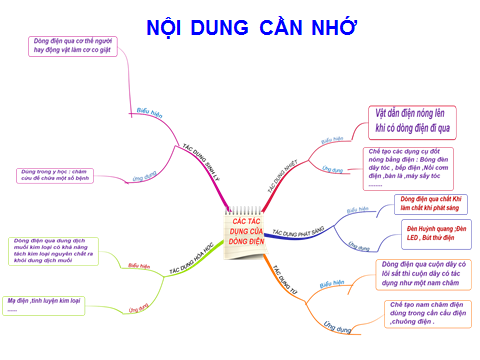 NỘI DUNG CẦN NHỚ
CÁC TÁC
DỤNG CỦA
DÒNG ĐIỆN
TÁC DỤNG NHIỆT
Biểu hiện
Vật dẫn điện nóng lên
khi có dòng điện đi qua
Ứng dụng
Chế tạo các dụng cụ đốt
nóng bằng điện : Bóng đèn
dây tóc , bếp điện ,Nồi cơm
điện ,bàn là ,máy sấy tóc
........
TÁC DỤNG PHÁT SÁNG
Biểu hiện
Dòng điện qua chất Khí
làm chất khí phát sáng
Ứng dụng
Đèn Huỳnh quang ;Đèn
LED , Bút thử điện
TÁC DỤNG TỪ
Biểu hiện
Dòng điện qua cuộn dây có
lõi sắt thì cuộn dây có tác
dụng như một nam châm
Ứng dụng
Chế tạo nam châm điện
dùng trong cần cẩu điện
,chuông điện .
TÁC DỤNG HÓA HỌC
Biểu hiện
Dòng điện qua dung dịch
muối kim loại có khả năng
tách kim loại nguyên chất ra
khỏi dung dịch muối
Ứng dụng
Mạ điện ,tinh luyện kim loại
.....
TÁC DỤNG SINH LÝ
Biểu hiện
Dòng điện qua cơ thể người
hay động vật làm cơ co giật
Ứng dụng
Dùng trong y học : châm
cứu để chữa một số bệnh